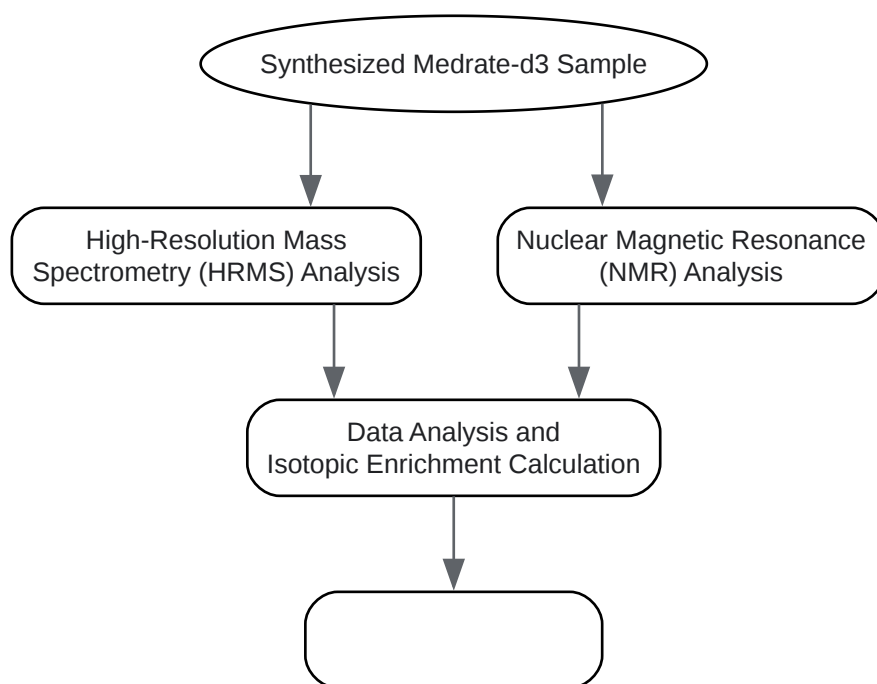 Synthesized Medrate-d3 Sample
High-Resolution Mass
Spectrometry (HRMS) Analysis
Nuclear Magnetic Resonance
(NMR) Analysis
Data Analysis and
Isotopic Enrichment Calculation